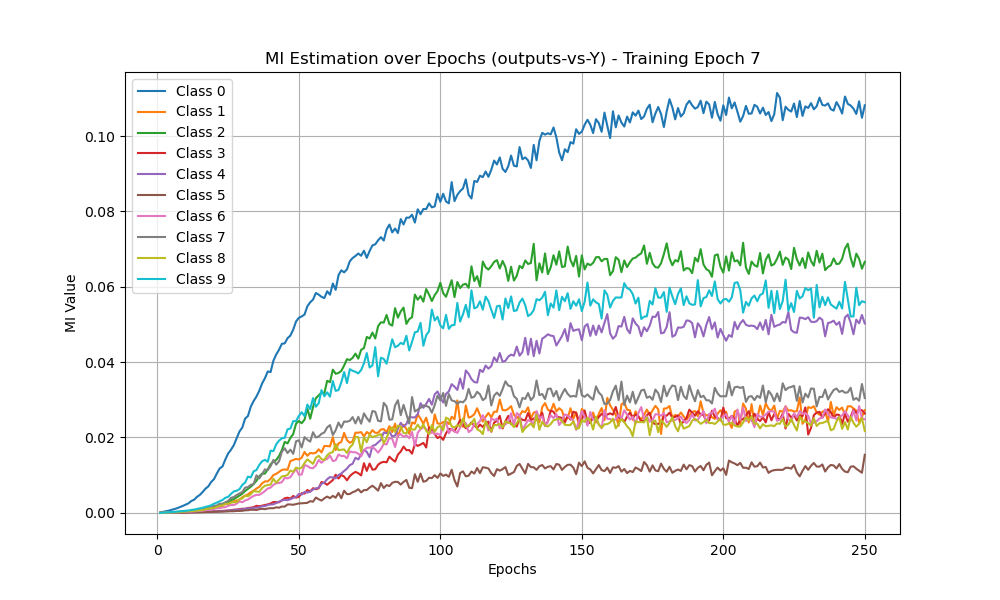 MI Estimation over Epochs (outputs-vs-Y) - Training Epoch 7
Class 0
Class 1
Class 2
Class 3
Class 4
Class 5
Class 6
Class 7
Class 8
Class 9
MI Value
0.10
0.08
0.06
0.04
0.02
0.00
0
50
100
150
200
250
Epochs